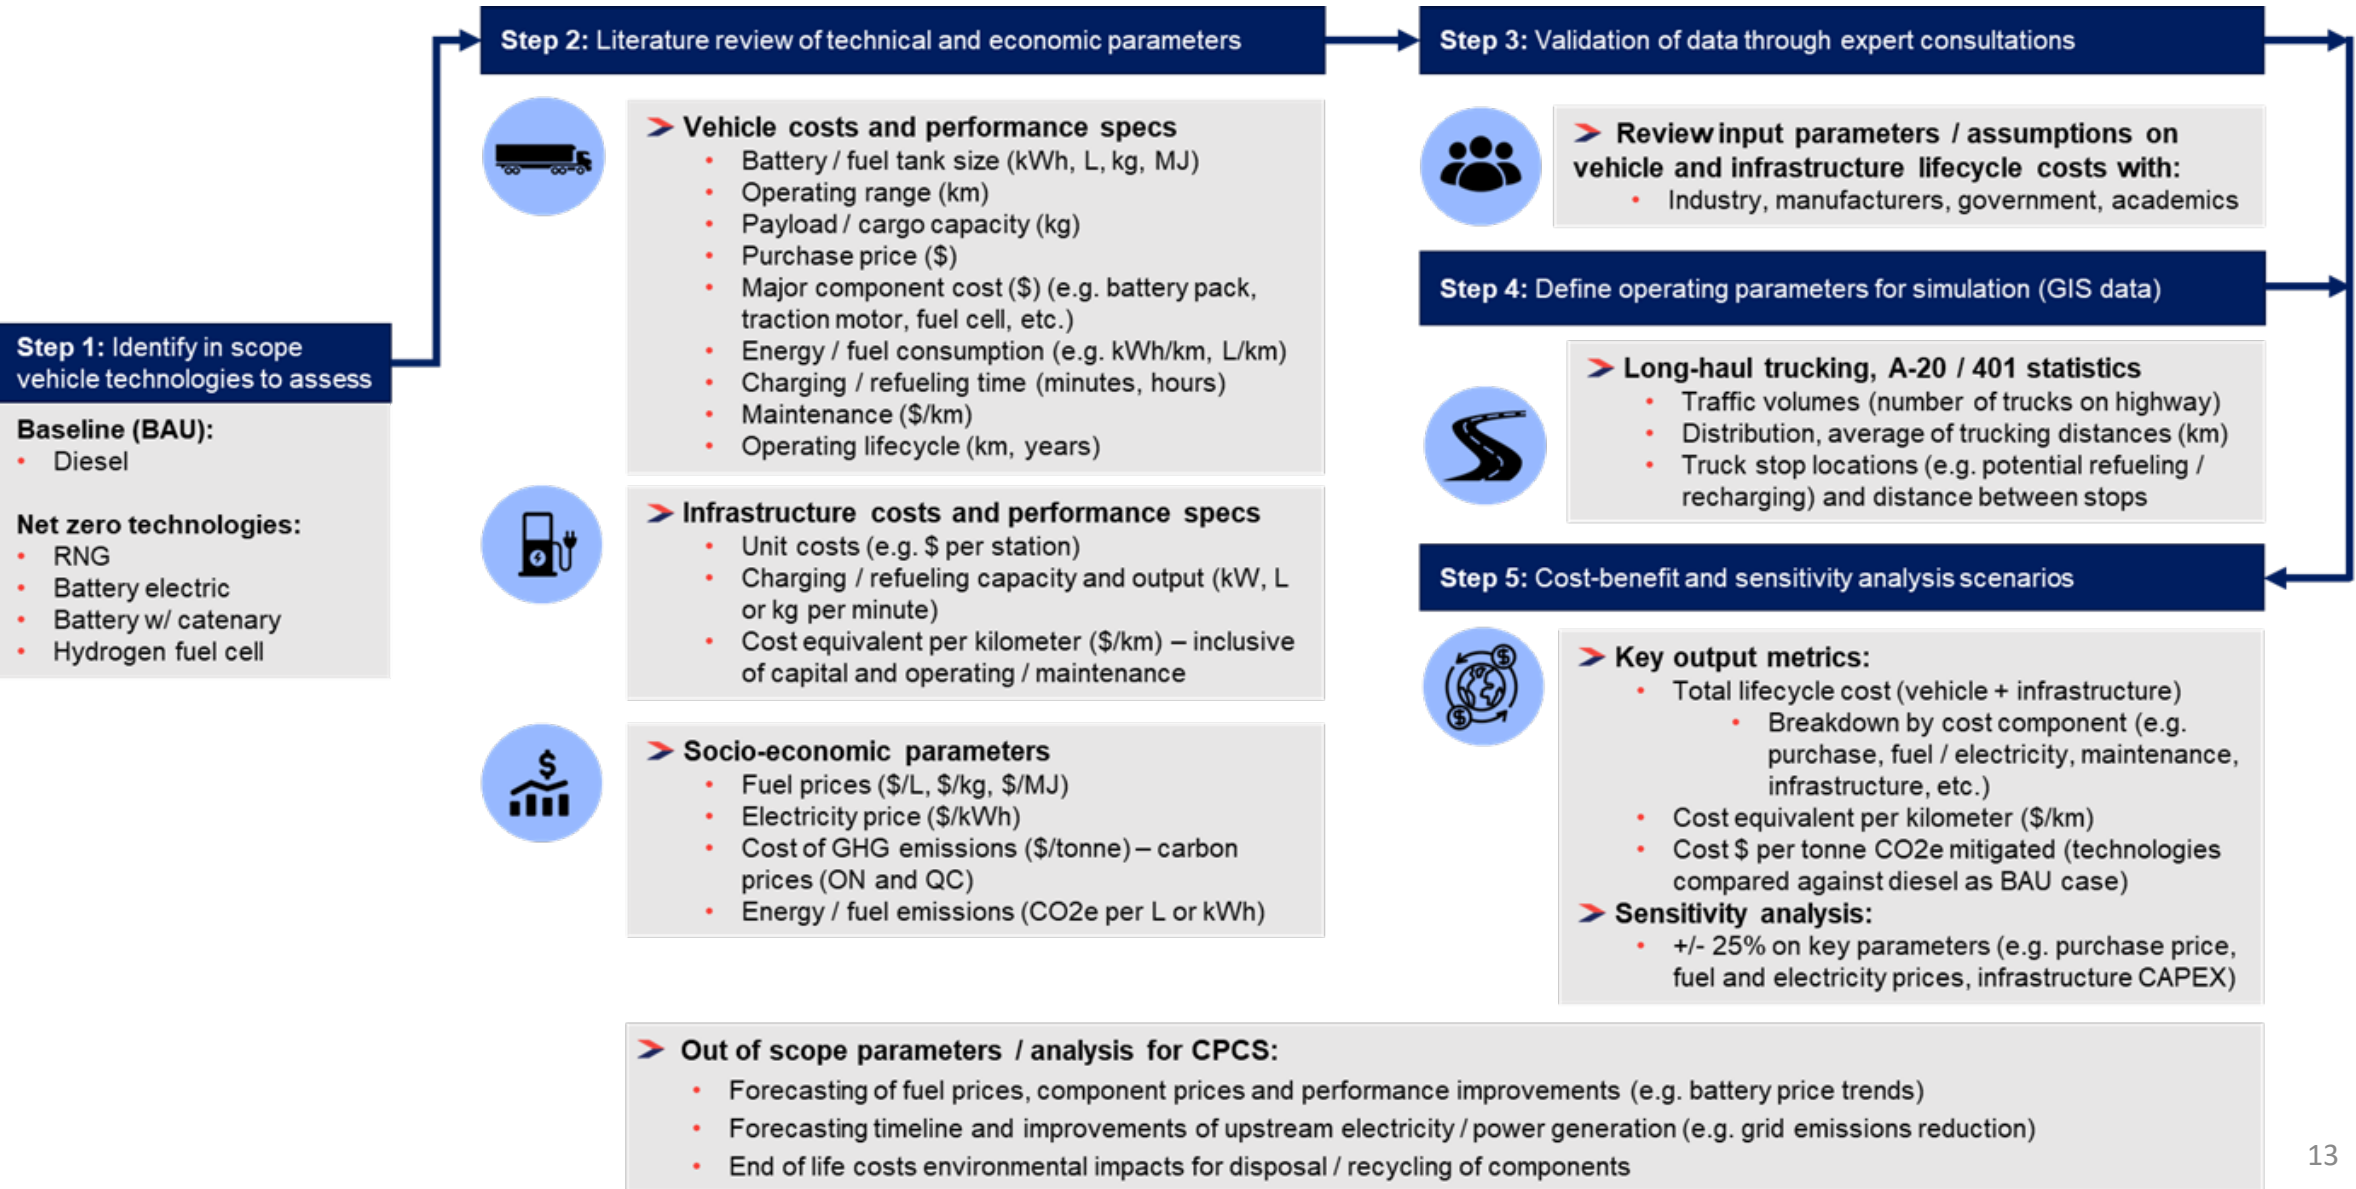 Step 1: Identify in scope
vehicle technologies to assess
Baseline (BAU):
• Diesel
Net zero technologies:
• RNG
• Battery electric
• Battery w/ catenary
• Hydrogen fuel cell
Step 2: Literature review of technical and economic parameters
Vehicle costs and performance specs
• Battery / fuel tank size (kWh, L, kg, MJ)
• Operating range (km)
• Payload / cargo capacity (kg)
• Purchase price ($)
• Major component cost ($) (e.g. battery pack,
traction motor, fuel cell, etc.)
• Energy / fuel consumption (e.g. kWh/km, L/km)
• Charging / refueling time (minutes, hours)
• Maintenance ($/km)
• Operating lifecycle (km, years)
Infrastructure costs and performance specs
• Unit costs (e.g. $ per station)
• Charging / refueling capacity and output (kW, L
or kg per minute)
• Cost equivalent per kilometer ($/km) – inclusive
of capital and operating / maintenance
$
Socio-economic parameters
• Fuel prices ($/L, $/kg, $/MJ)
• Electricity price ($/kWh)
• Cost of GHG emissions ($/tonne) – carbon
prices (ON and QC)
• Energy / fuel emissions (CO2e per L or kWh)
Step 3: Validation of data through expert consultations
Review input parameters / assumptions on
vehicle and infrastructure lifecycle costs with:
• Industry, manufacturers, government, academics
Step 4: Define operating parameters for simulation (GIS data)
Long-haul trucking, A-20 / 401 statistics
• Traffic volumes (number of trucks on highway)
• Distribution, average of trucking distances (km)
• Truck stop locations (e.g. potential refueling /
recharging) and distance between stops
Step 5: Cost-benefit and sensitivity analysis scenarios
$
$
Key output metrics:
• Total lifecycle cost (vehicle + infrastructure)
• Breakdown by cost component (e.g.
purchase, fuel / electricity, maintenance,
infrastructure, etc.)
• Cost equivalent per kilometer ($/km)
• Cost $ per tonne CO2e mitigated (technologies
compared against diesel as BAU case)
Sensitivity analysis:
• +/- 25% on key parameters (e.g. purchase price,
fuel and electricity prices, infrastructure CAPEX)
Out of scope parameters / analysis for CPCS:
• Forecasting of fuel prices, component prices and performance improvements (e.g. battery price trends)
• Forecasting timeline and improvements of upstream electricity / power generation (e.g. grid emissions reduction)
• End of life costs environmental impacts for disposal / recycling of components
13